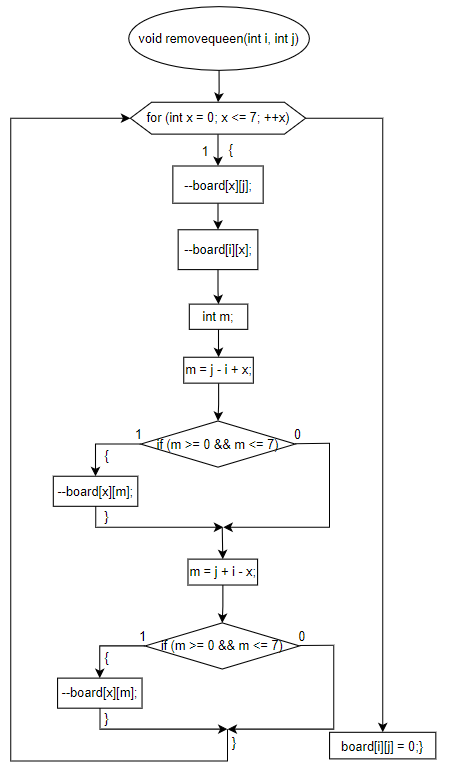 void removequeen(int i, int j)
for (int x = 0; x <= 7; ++x)
1 {
--board[x][j];
--board[i][x];
int m;
m = j - i + x;
1 if (m >= 0 && m <= 7) 0
{
--board[x][m];
}
m = j + i - x;
1 if (m >= 0 && m <= 7) 0
{
--board[x][m];
}
}
board[i][j] = 0;}